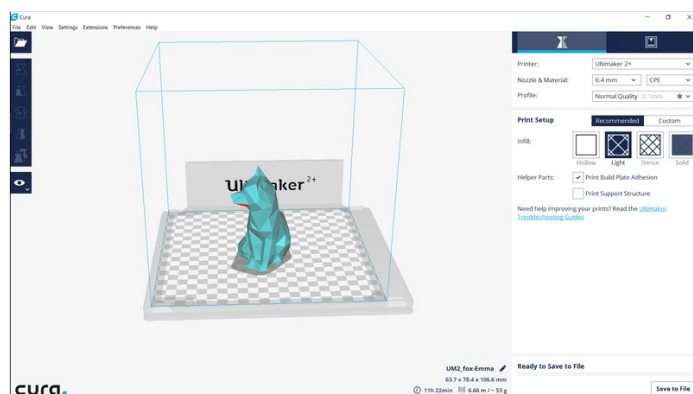 Cura
File Edit View Settings Extensions Preferences Help
Printer: Ultimaker 2+
Nozzle & Material: 0.4 mm CPE
Profile: Normal Quality 0.1mm
Print Setup Recommended Custom
Infill:
Hollow Light Dense Solid
Helper Parts: Print Build Plate Adhesion
Print Support Structure
Need help improving your prints? Read the Ultimaker
Troubleshooting Guides
2+
UM2_fox-Emma
63.7 x 78.4 x 106.6 mm
11h 22min 6.66 m / ~ 53 g
Ready to Save to File
Save to File
cura.